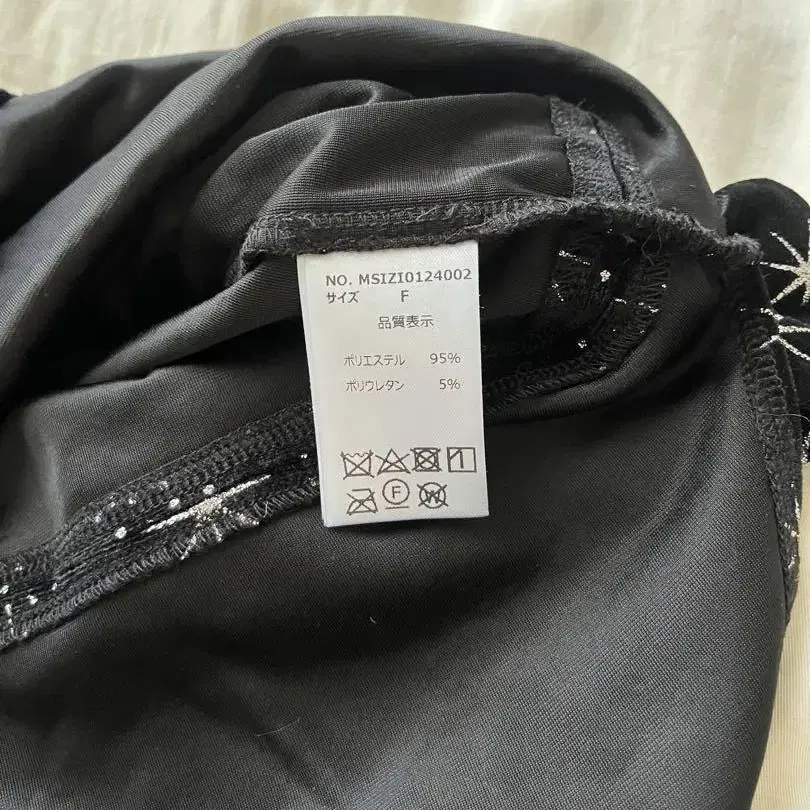 NO. MSIZI0124002
サイズ F
品質表示
ポリエステル 95%
ポリウレタン 5%
F W